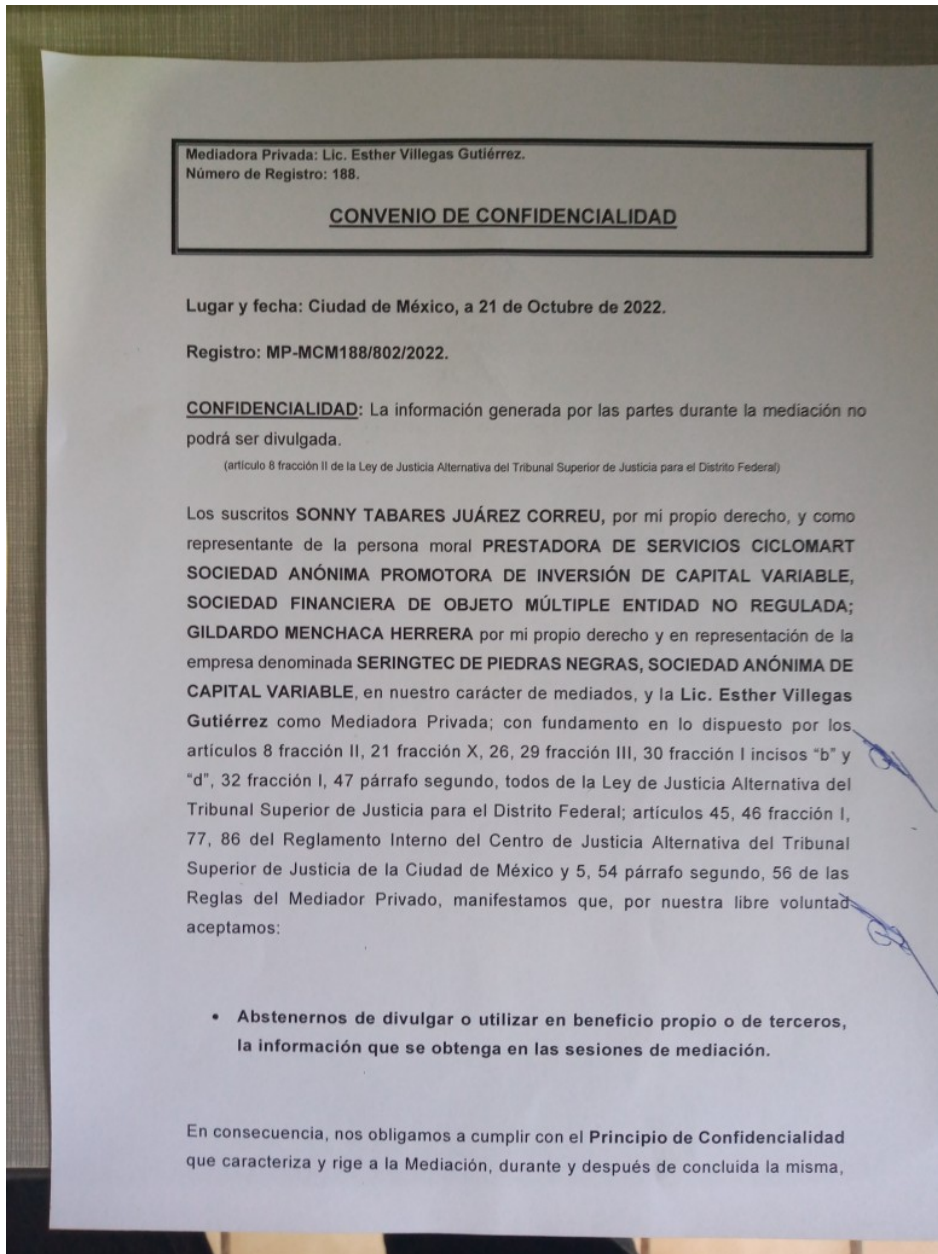 Mediadora Privada: Lic. Esther Villegas Gutiérrez.
Número de Registro: 188.
CONVENIO DE CONFIDENCIALIDAD
Lugar y fecha: Ciudad de México, a 21 de Octubre de 2022.
Registro: MP-MCM188/802/2022.
CONFIDENCIALIDAD: La información generada por las partes durante la mediación no
podrá ser divulgada.
(artículo 8 fracción II de la Ley de Justicia Alternativa del Tribunal Superior de Justicia para el Distrito Federal)
Los suscritos SONNY TABARES JUÁREZ CORREU, por mi propio derecho, y como
representante de la persona moral PRESTADORA DE SERVICIOS CICLOMART
SOCIEDAD ANÓNIMA PROMOTORA DE INVERSIÓN DE CAPITAL VARIABLE,
SOCIEDAD FINANCIERA DE OBJETO MÚLTIPLE ENTIDAD NO REGULADA;
GILDARDO MENCHACA HERRERA por mi propio derecho y en representación de la
empresa denominada SERINGTEC DE PIEDRAS NEGRAS, SOCIEDAD ANÓNIMA DE
CAPITAL VARIABLE, en nuestro carácter de mediados, y la Lic. Esther Villegas
Gutiérrez como Mediadora Privada; con fundamento en lo dispuesto por los
artículos 8 fracción II, 21 fracción X, 26, 29 fracción III, 30 fracción I incisos "b" y
"d", 32 fracción I, 47 párrafo segundo, todos de la Ley de Justicia Alternativa del
Tribunal Superior de Justicia para el Distrito Federal; artículos 45, 46 fracción I,
77, 86 del Reglamento Interno del Centro de Justicia Alternativa del Tribunal
Superior de Justicia de la Ciudad de México y 5, 54 párrafo segundo, 56 de las
Reglas del Mediador Privado, manifestamos que, por nuestra libre voluntad
aceptamos:
• Abstenernos de divulgar o utilizar en beneficio propio o de terceros,
la información que se obtenga en las sesiones de mediación.
En consecuencia, nos obligamos a cumplir con el Principio de Confidencialidad
que caracteriza y rige a la Mediación, durante y después de concluida la misma,